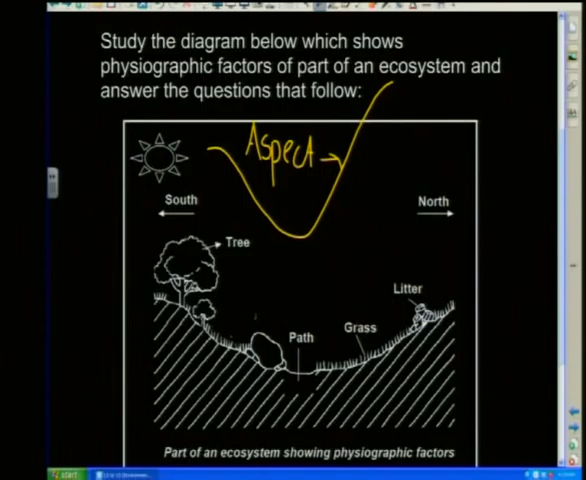 Study the diagram below which shows
physiographic factors of part of an ecosystem and
answer the questions that follow:
Aspect
South
North
Tree
Litter
Path
Grass
Part of an ecosystem showing physiographic factors
start